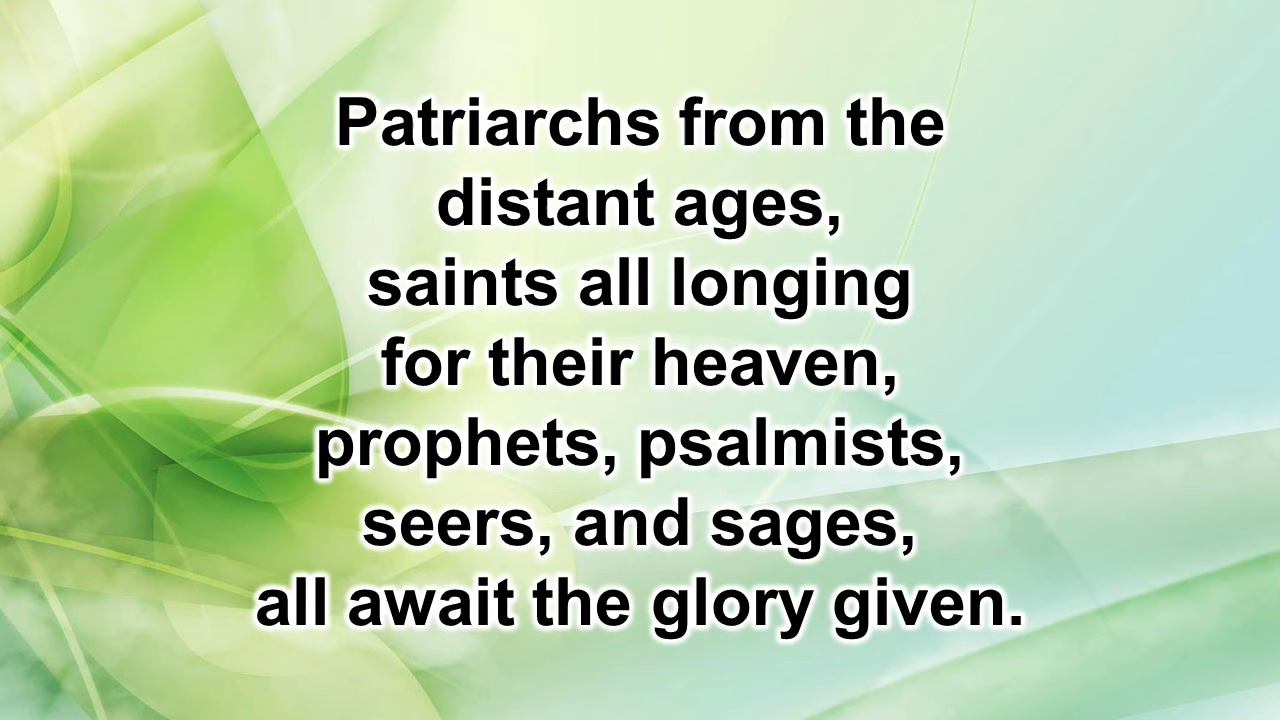 Patriarchs from the
distant ages,
saints all longing
for their heaven,
prophets, psalmists,
seers, and sages,
all await the glory given.